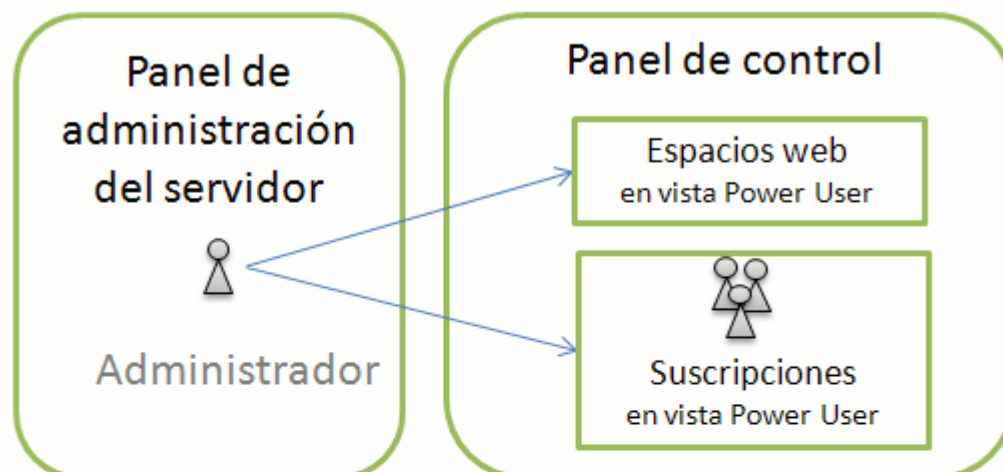 Panel de
administración
del servidor
Administrador
Panel de control
Espacios web
en vista Power User
Suscripciones
en vista Power User